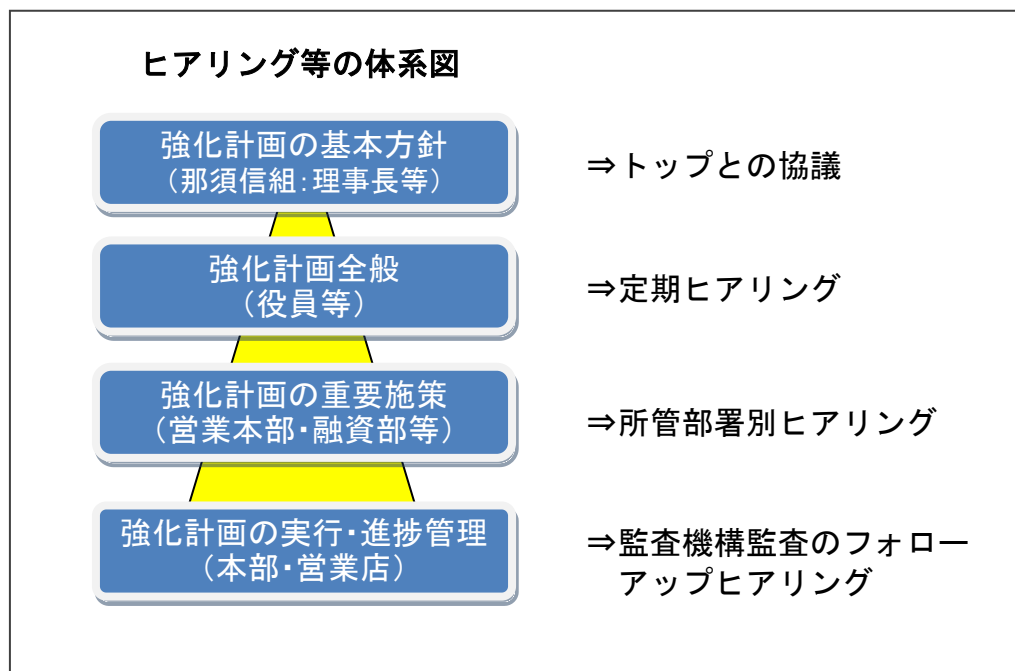 ヒアリング等の体系図
強化計画の基本方針
（那須信組：理事長等）
⇒トップとの協議
強化計画全般
（役員等）
⇒定期ヒアリング
強化計画の重要施策
（営業本部・融資部等）
⇒所管部署別ヒアリング
強化計画の実行・進捗管理
（本部・営業店）
⇒監査機構監査のフォロー
アップヒアリング